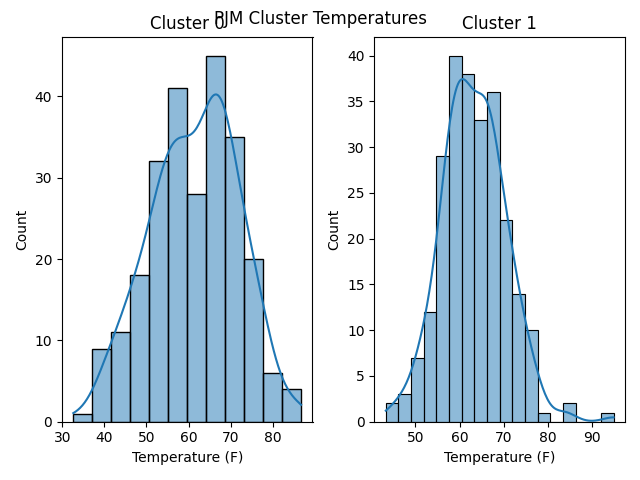 PJM Cluster Temperatures
Cluster 0
Cluster 1
40
30
20
10
0
Count
30 40 50 60 70 80
Temperature (F)
40
35
30
25
20
15
10
5
0
Count
50 60 70 80 90
Temperature (F)